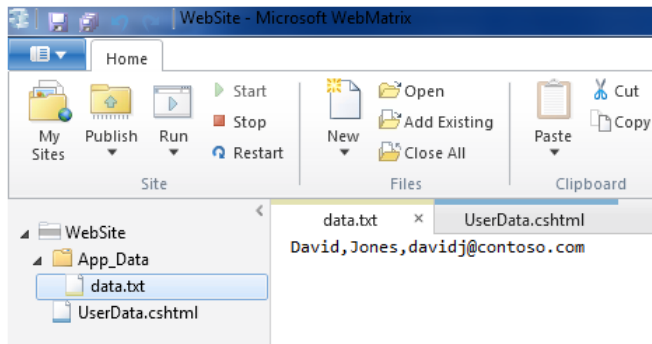 WebSite - Microsoft WebMatrix
Home
My Sites
Publish
Run
Start
Stop
Restart
Site
New
Open
Add Existing
Close All
Files
Paste
Cut
Copy
Clipboard
WebSite
App_Data
data.txt
UserData.cshtml
data.txt
UserData.cshtml
David,Jones,davidj@contoso.com